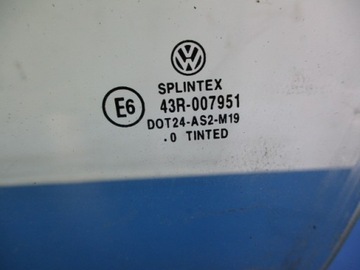 SPLINTEX
E6
43R-007951
DOT24-AS2-M19
.0 TINTED